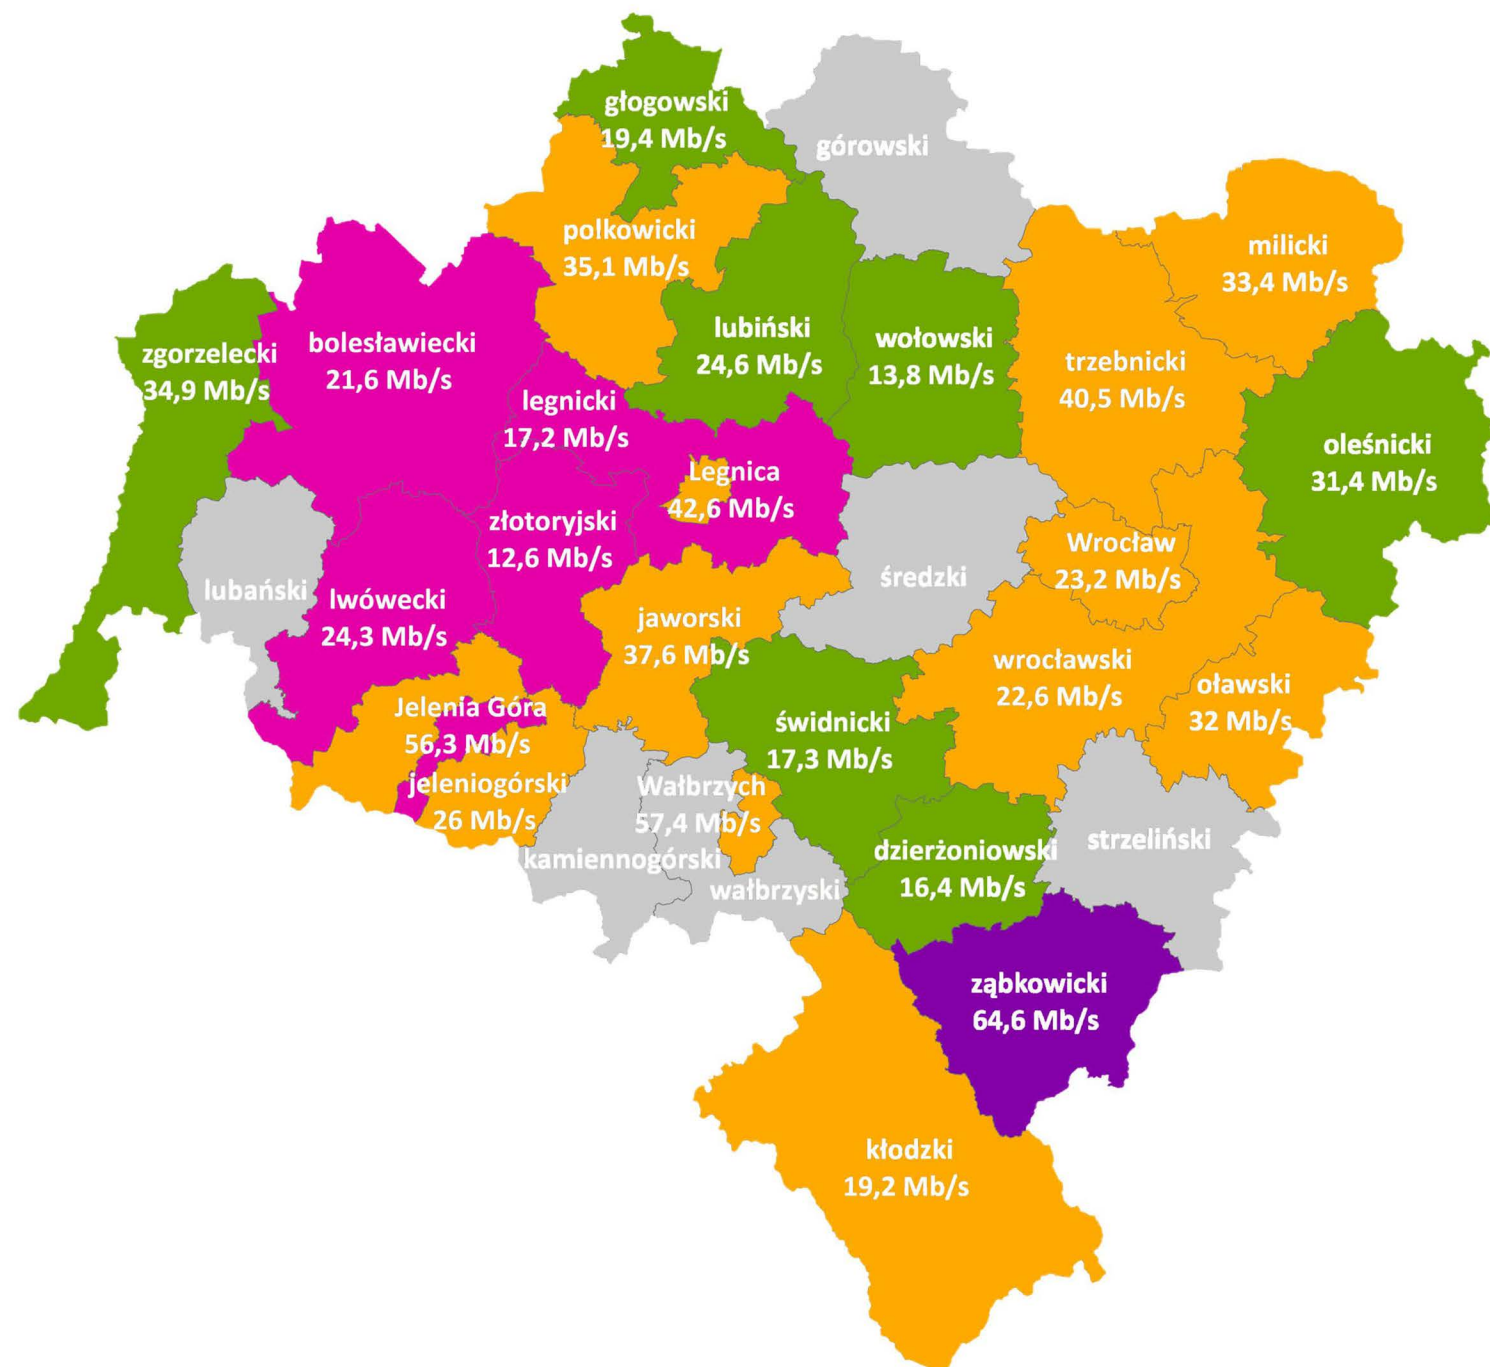 głogowski
19,4 Mb/s
górowski
polkowicki
35,1 Mb/s
milicki
33,4 Mb/s
zgorzelecki
34,9 Mb/s
bolesławiecki
21,6 Mb/s
lubiński
24,6 Mb/s
wołowski
13,8 Mb/s
trzebnicki
40,5 Mb/s
legnicki
17,2 Mb/s
oleśnicki
31,4 Mb/s
Legnica
42,6 Mb/s
złotoryjski
12,6 Mb/s
Wrocław
23,2 Mb/s
średzki
lubański
lwówecki
24,3 Mb/s
jaworski
37,6 Mb/s
wrocławski
22,6 Mb/s
oławski
32 Mb/s
Jelenia Góra
56,3 Mb/s
świdnicki
17,3 Mb/s
jeleniogórski
26 Mb/s
Wałbrzych
57,4 Mb/s
strzeliński
kamiennogórski
dzierżoniowski
16,4 Mb/s
wałbrzyski
ząbkowicki
64,6 Mb/s
kłodzki
19,2 Mb/s